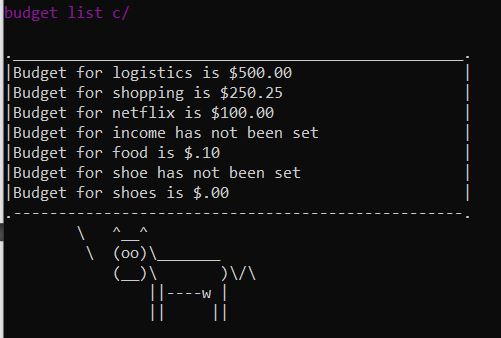 budget list c/
._________________________________________________.
|Budget for logistics is $500.00                   |
|Budget for shopping is $250.25                    |
|Budget for netflix is $100.00                     |
|Budget for income has not been set                |
|Budget for food is $.10                           |
|Budget for shoe has not been set                  |
|Budget for shoes is $.00                          |
.-------------------------------------------------.
        \   ^__^
         \  (oo)\_______
            (__)\       )\/\
                ||----w |
                ||     ||